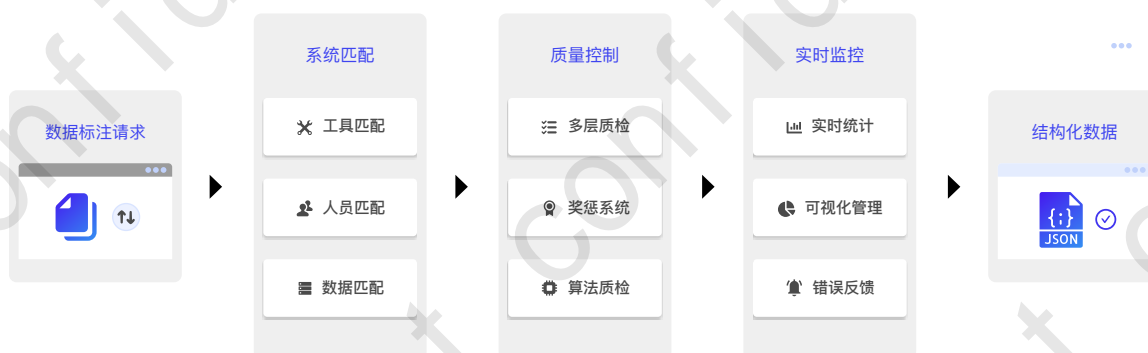 数据标注请求
系统匹配
工具匹配
人员匹配
数据匹配
质量控制
多层质检
奖惩系统
算法质检
实时监控
实时统计
可视化管理
错误反馈
结构化数据
{;}
JSON